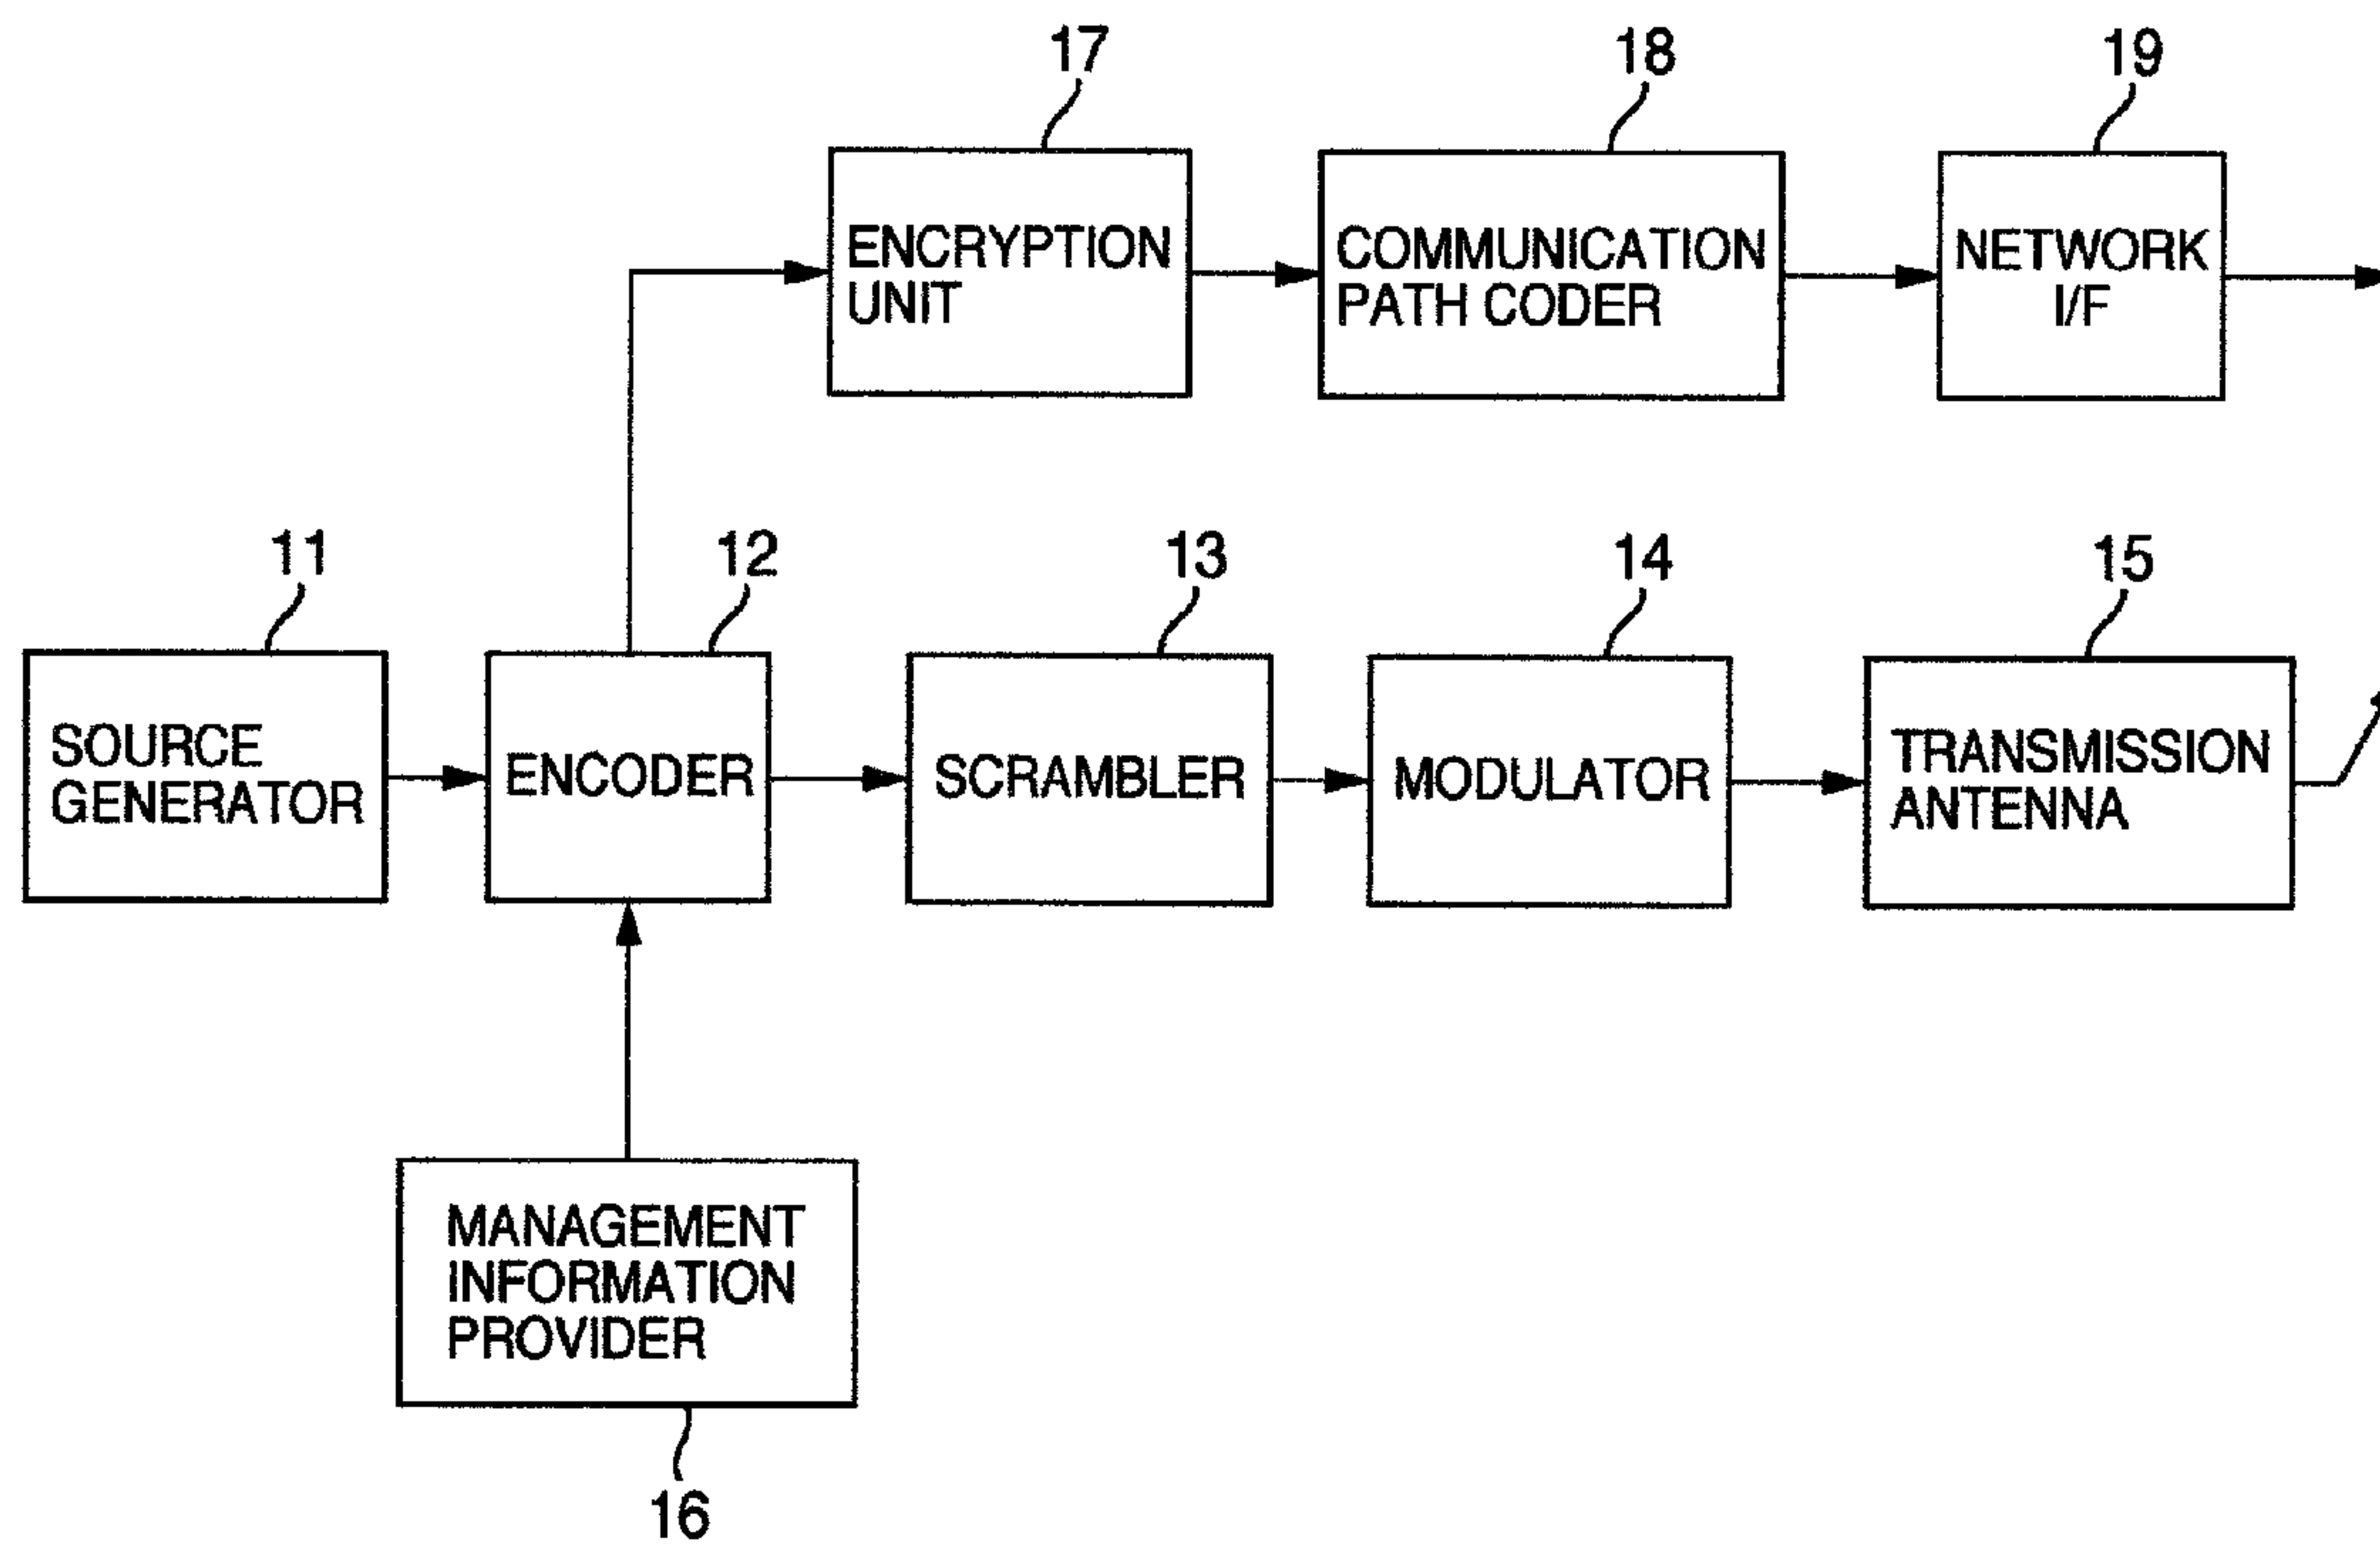 17
18
19
ENCRYPTION
UNIT
COMMUNICATION
PATH CODER
NETWORK
I/F
11
12
13
14
15
SOURCE
GENERATOR
ENCODER
SCRAMBLER
MODULATOR
TRANSMISSION
ANTENNA
MANAGEMENT
INFORMATION
PROVIDER
16